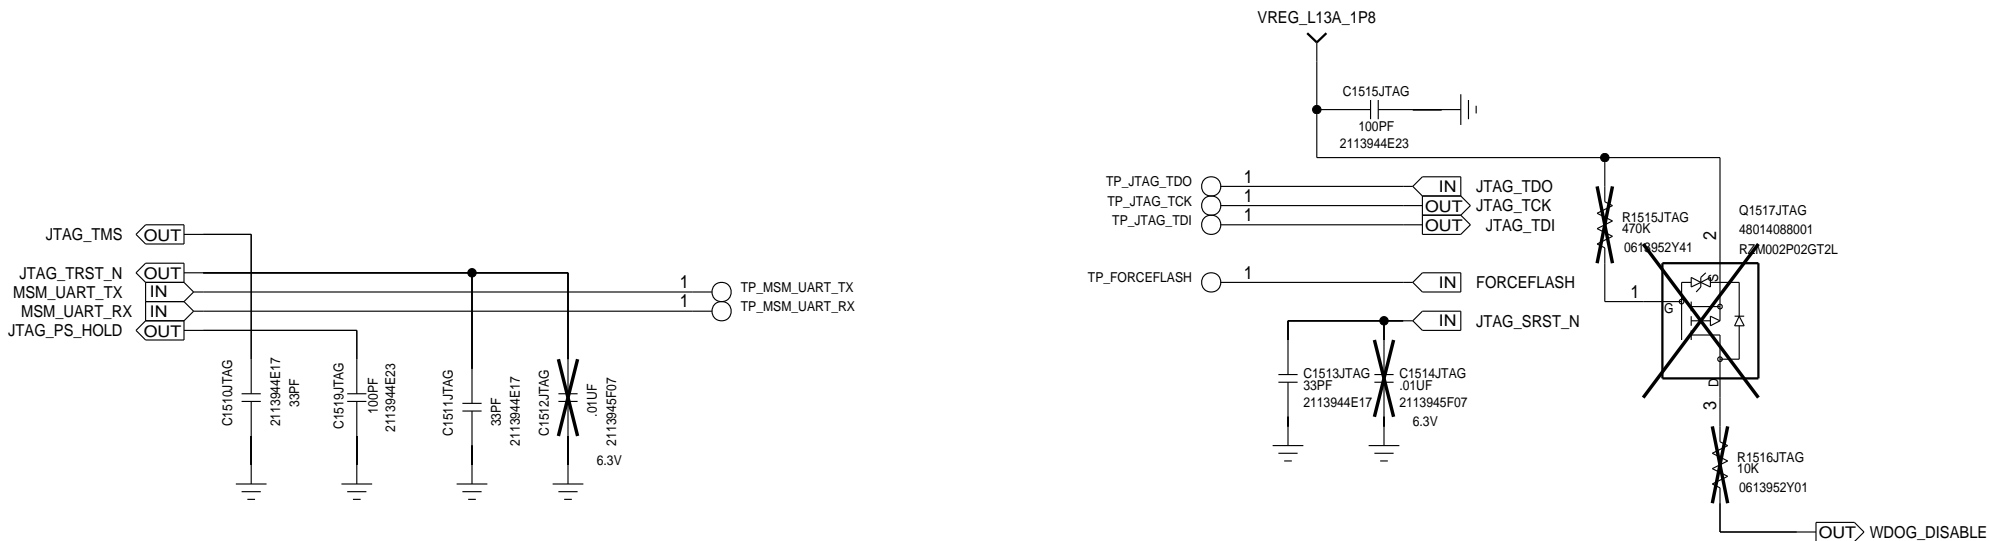 VREG_L13A_1P8
C1515JTAG
100PF
2113944E23
TP_JTAG_TDO 1 IN JTAG_TDO
TP_JTAG_TCK 1 OUT JTAG_TCK
TP_JTAG_TDI 1 OUT JTAG_TDI
TP_FORCEFLASH 1 IN FORCEFLASH
IN JTAG_SRST_N
C1513JTAG
33PF
2113944E17
C1514JTAG
.01UF
2113945F07
6.3V
R1515JTAG
470K
0613952Y41
Q1517JTAG
48014088001
RZM002P02GT2L
2
S
1
G
D
3
R1516JTAG
10K
0613952Y01
OUT WDOG_DISABLE
JTAG_TMS OUT
JTAG_TRST_N OUT
MSM_UART_TX IN 1 TP_MSM_UART_TX
MSM_UART_RX IN 1 TP_MSM_UART_RX
JTAG_PS_HOLD OUT
C1510JTAG
2113944E17
33PF
C1519JTAG
100PF
2113944E23
C1511JTAG
33PF
2113944E17
C1512JTAG
.01UF
2113945F07
6.3V